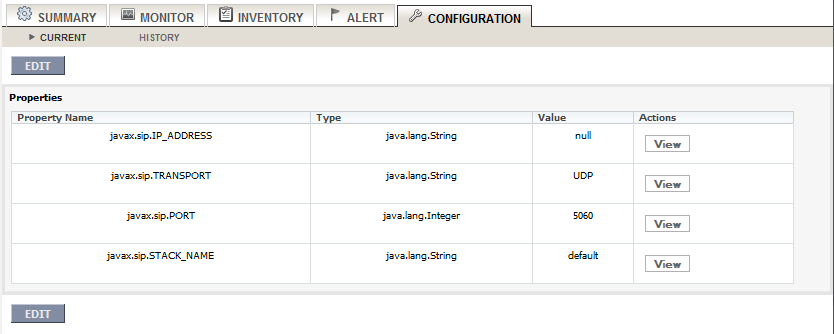 SUMMARY MONITOR INVENTORY ALERT CONFIGURATION
CURRENT HISTORY
EDIT
Properties
Property Name Type Value Actions
javax.sip.IP_ADDRESS java.lang.String null View
javax.sip.TRANSPORT java.lang.String UDP View
javax.sip.PORT java.lang.Integer 5060 View
javax.sip.STACK_NAME java.lang.String default View
EDIT